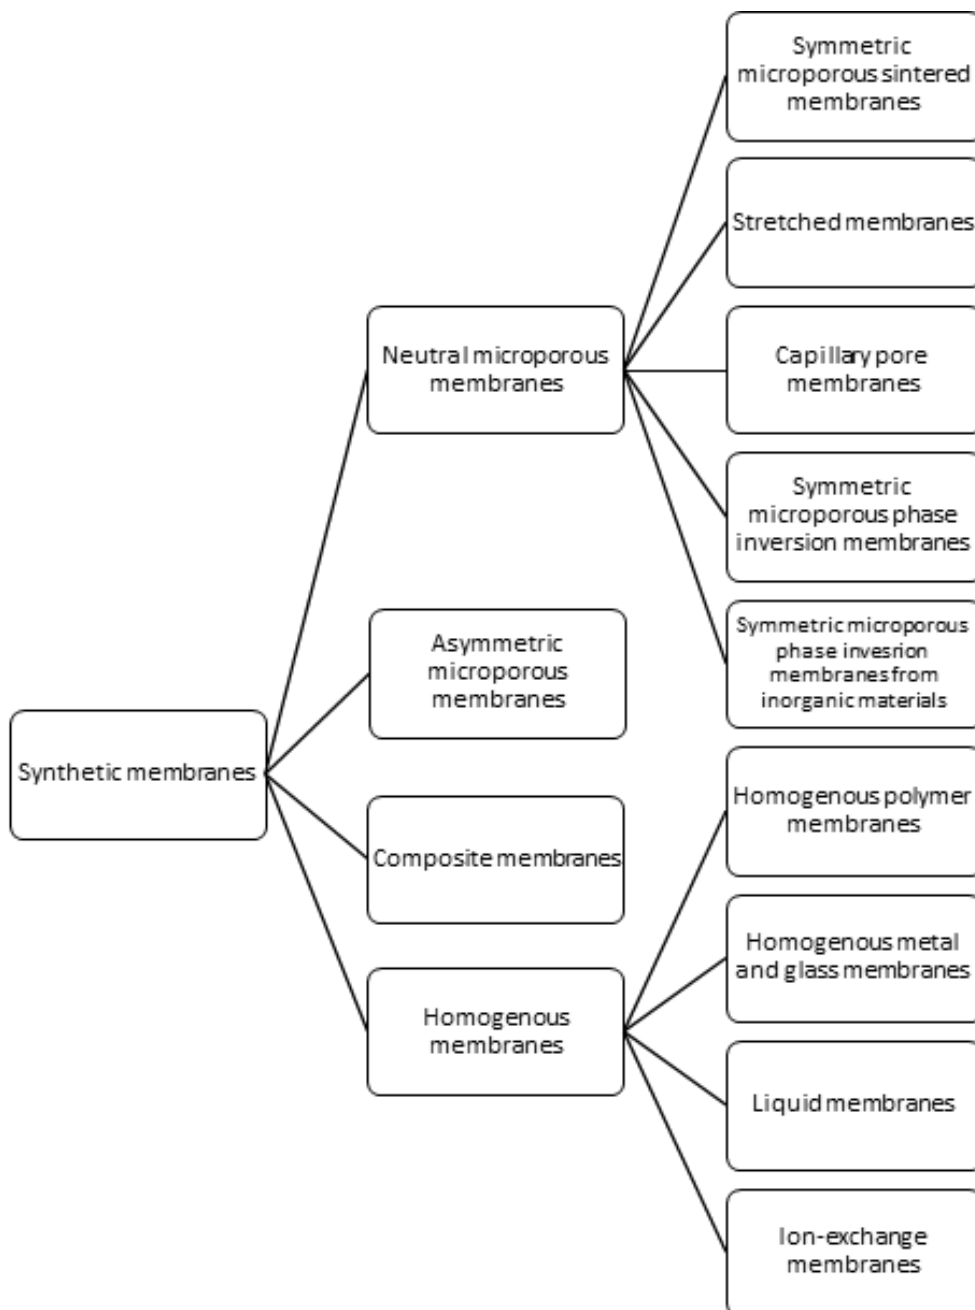 Symmetric
microporous sintered
membranes
Stretched membranes
Neutral microporous
membranes
Capillary pore
membranes
Symmetric
microporous phase
inversion membranes
Asymmetric
microporous
membranes
Symmetric microporous
phase invesrion
membranes from
inorganic materials
Synthetic membranes
Homogenous polymer
membranes
Composite membranes
Homogenous metal
and glass membranes
Homogenous
membranes
Liquid membranes
Ion-exchange
membranes